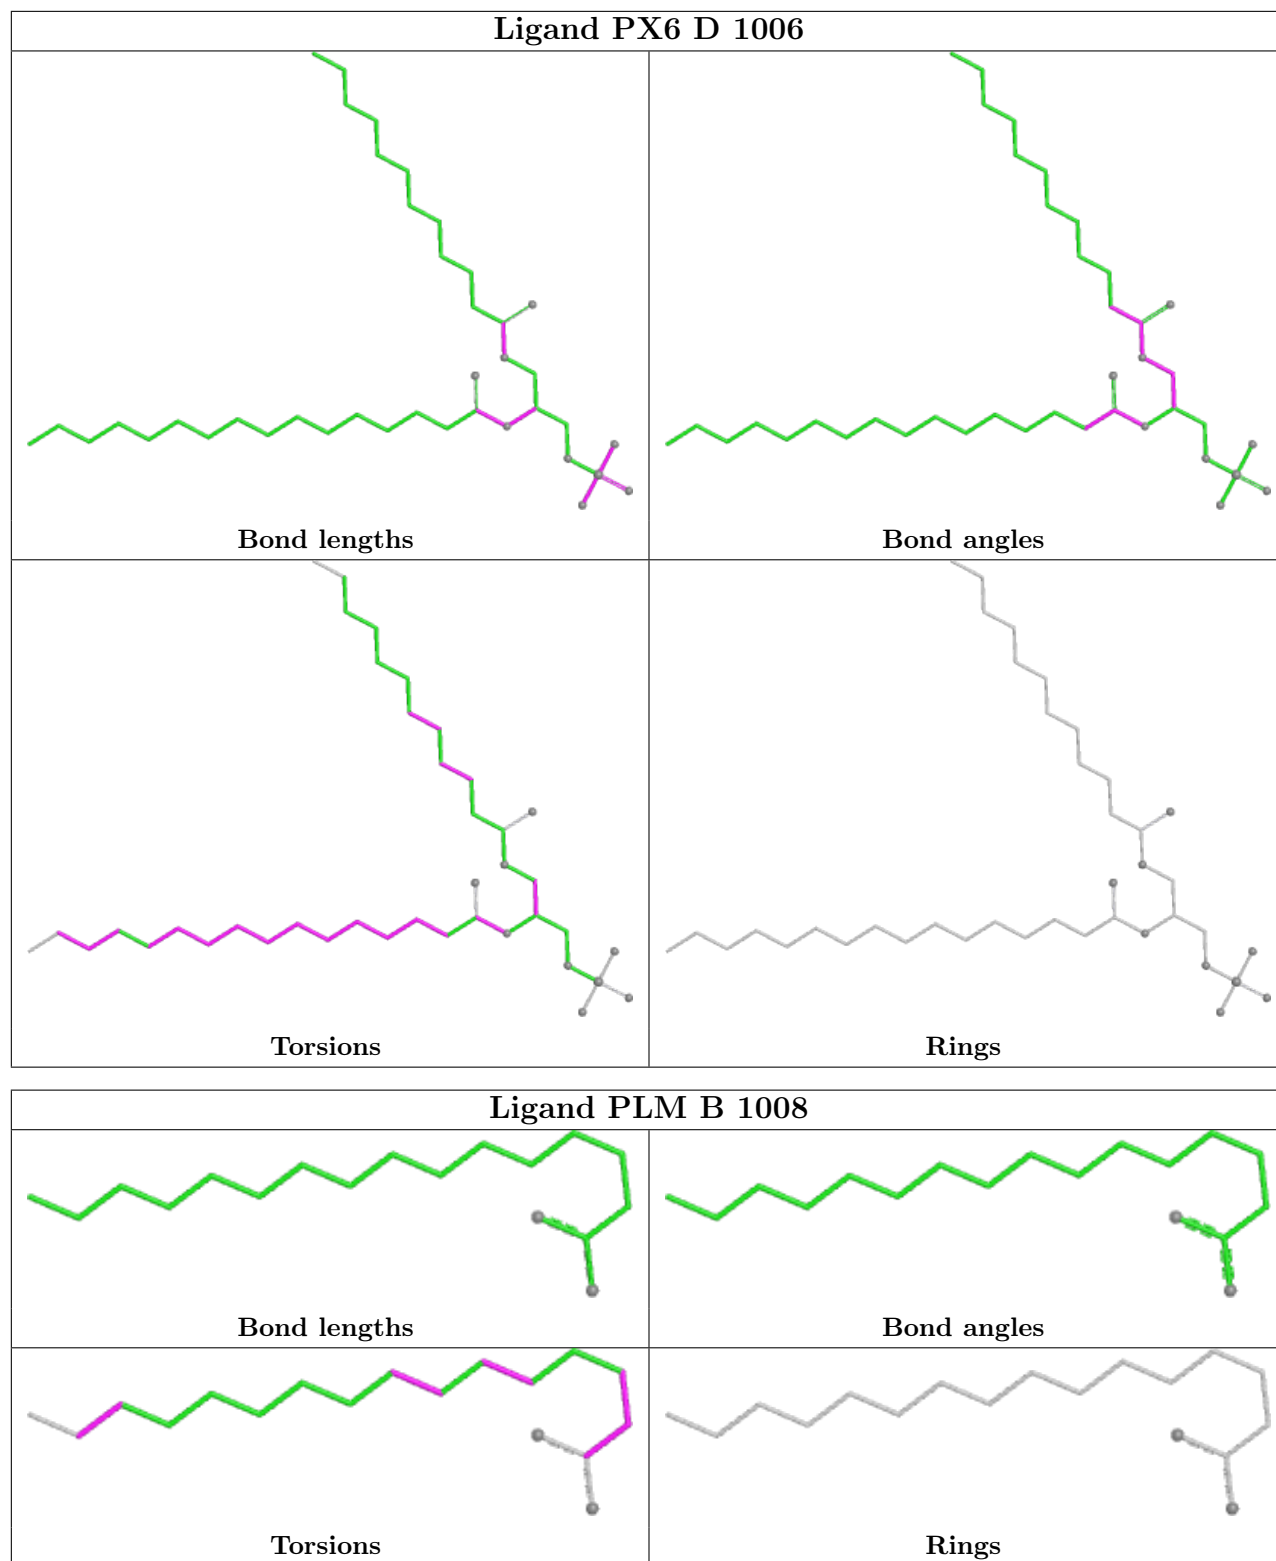 Ligand PX6 D 1006
Bond lengths
Bond angles
Torsions
Rings
Ligand PLM B 1008
Bond lengths
Bond angles
Torsions
Rings